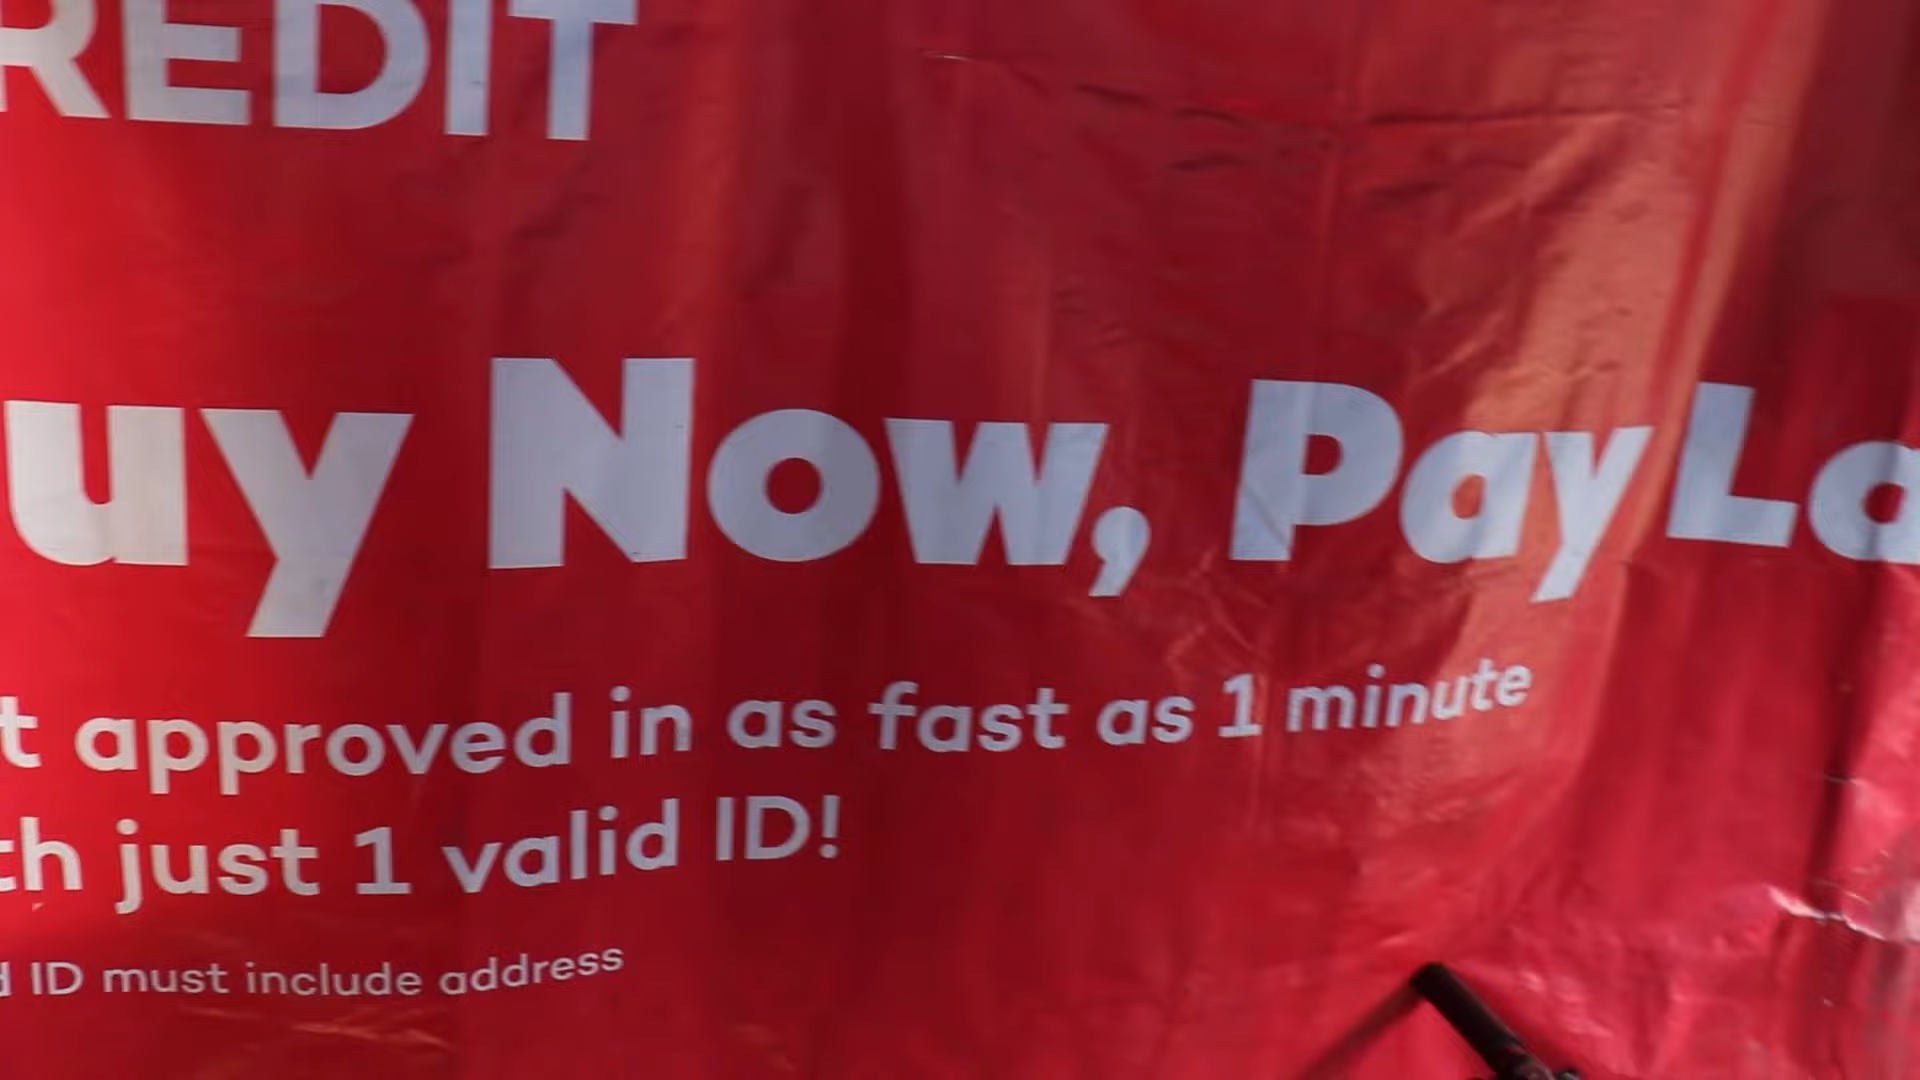 REDIT
uy Now, Pay La
t approved in as fast as 1 minute
th just 1 valid ID!
d ID must include address